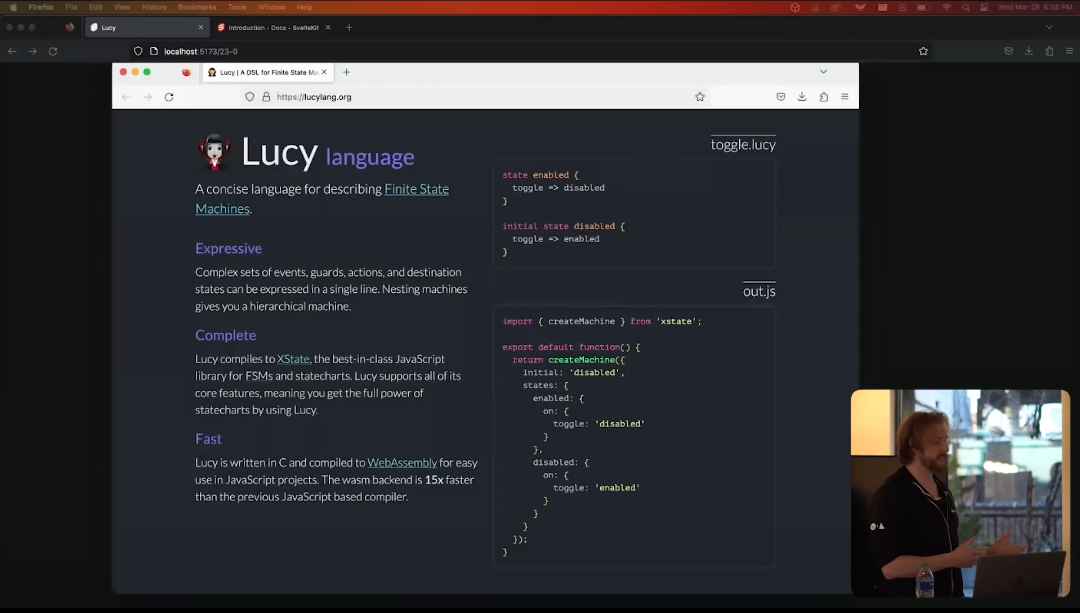 Firefox File Edit View History Bookmarks Tools Window Help
Wed Mar 29 6:55 PM
Lucy
Introduction - Docs - SvelteKit
localhost:5173/23-0
Lucy | A DSL for Finite State Ma
https://lucylang.org
Lucy language
A concise language for describing Finite State
Machines.
Expressive
Complex sets of events, guards, actions, and destination
states can be expressed in a single line. Nesting machines
gives you a hierarchical machine.
Complete
Lucy compiles to XState, the best-in-class JavaScript
library for FSMs and statecharts. Lucy supports all of its
core features, meaning you get the full power of
statecharts by using Lucy.
Fast
Lucy is written in C and compiled to WebAssembly for easy
use in JavaScript projects. The wasm backend is 15x faster
than the previous JavaScript based compiler.
toggle.lucy
state enabled {
toggle => disabled
}
initial state disabled {
toggle => enabled
}
out.js
import { createMachine } from 'xstate';
export default function() {
return createMachine({
initial: 'disabled',
states: {
enabled: {
on: {
toggle: 'disabled'
}
},
disabled: {
on: {
toggle: 'enabled'
}
}
}
});
}